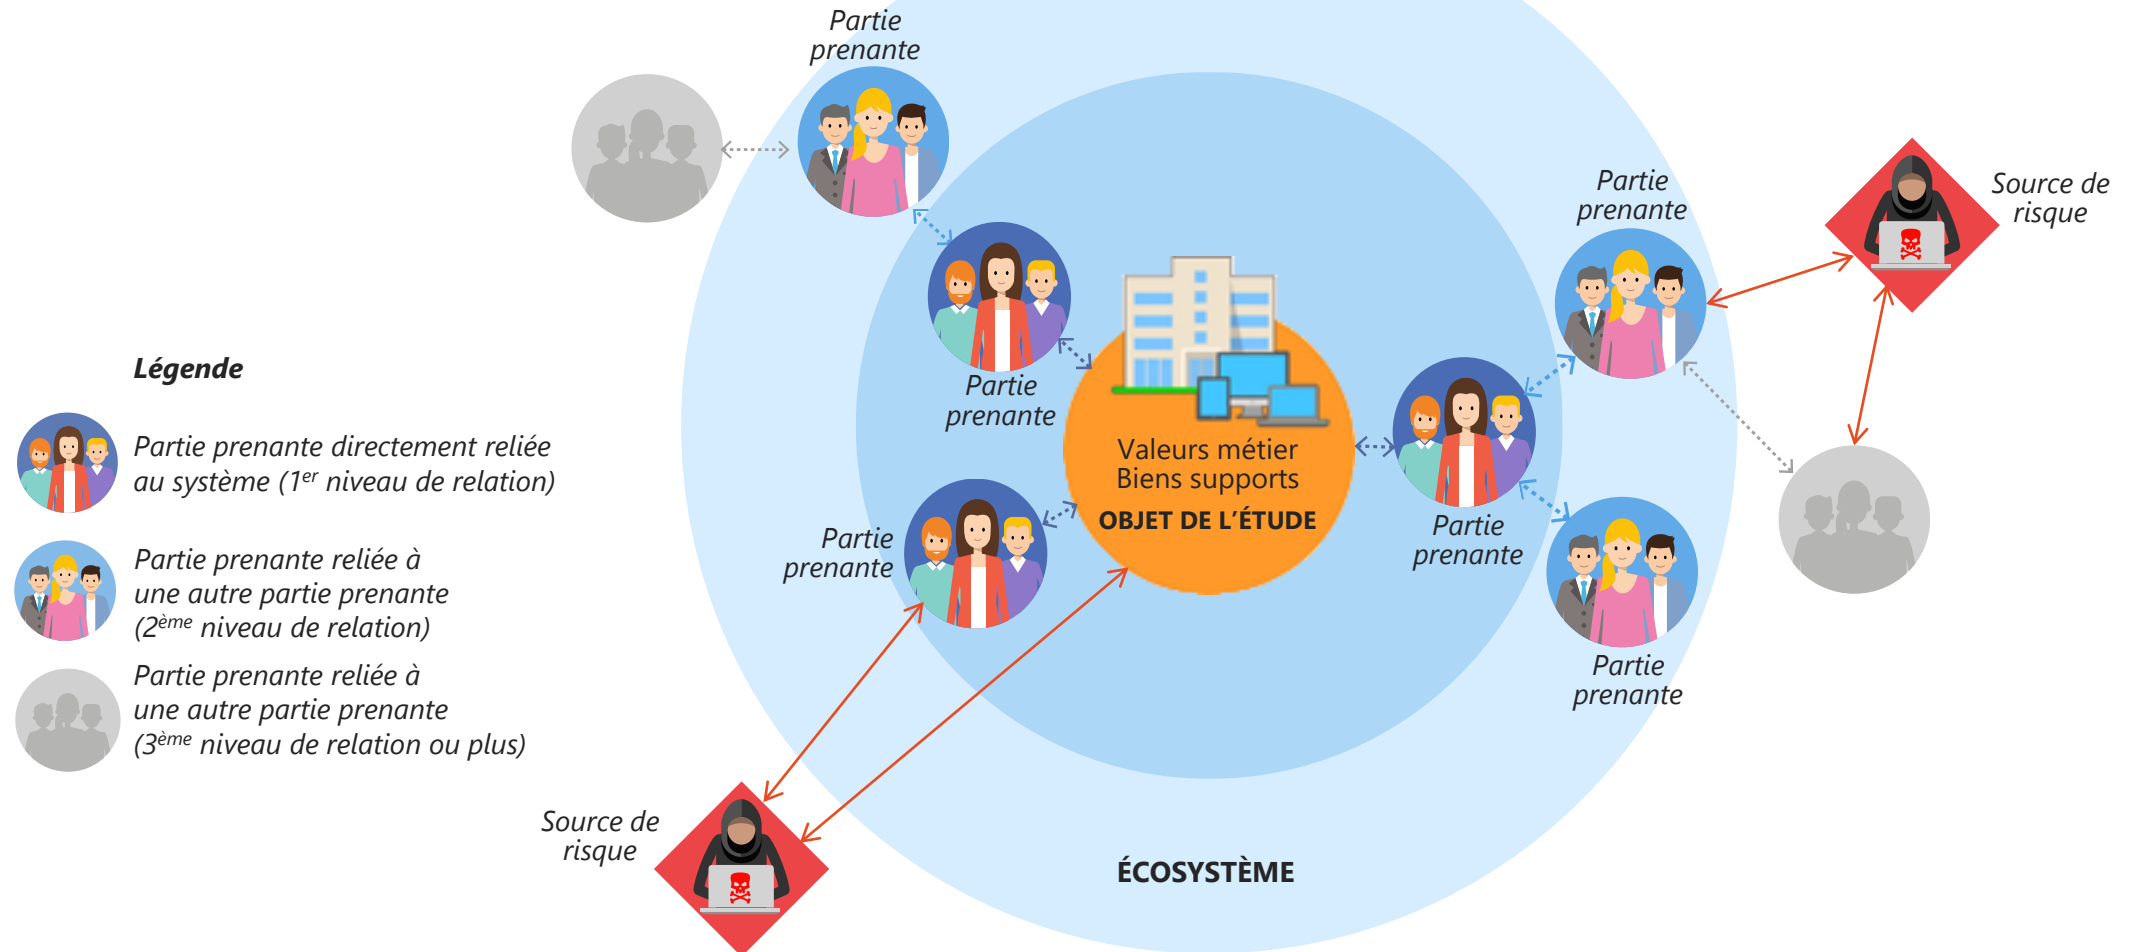 Partie
prenante
Partie
prenante
Source de
risque
Légende
Partie prenante directement reliée
au système (1er niveau de relation)
Partie prenante reliée à
une autre partie prenante
(2ème niveau de relation)
Partie prenante reliée à
une autre partie prenante
(3ème niveau de relation ou plus)
Partie
prenante
Valeurs métier
Biens supports
OBJET DE L'ÉTUDE
Partie
prenante
Partie
prenante
Partie
prenante
Source de
risque
ÉCOSYSTÈME